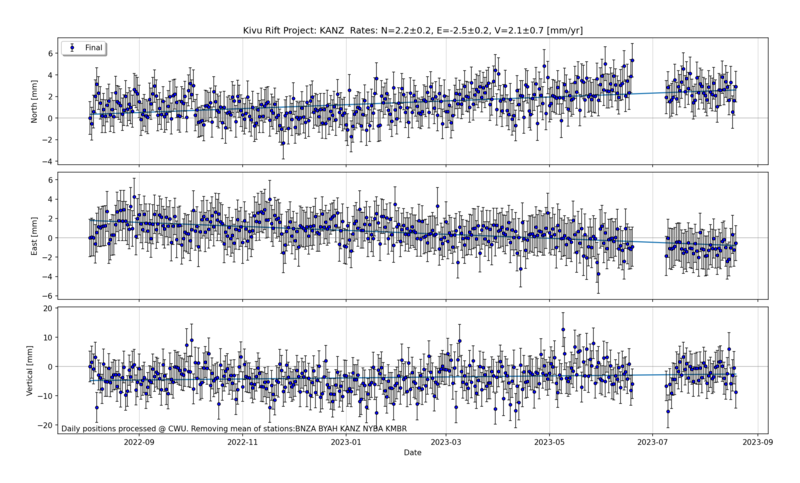 Kivu Rift Project: KANZ  Rates: N=2.2±0.2, E=-2.5±0.2, V=2.1±0.7 [mm/yr]
Final
North [mm]
6
4
2
0
−2
−4
East [mm]
6
4
2
0
−2
−4
−6
Vertical [mm]
20
10
0
−10
−20
Daily positions processed @ CWU. Removing mean of stations:BNZA BYAH KANZ NYBA KMBR
2022-09 2022-11 2023-01 2023-03 2023-05 2023-07 2023-09
Date